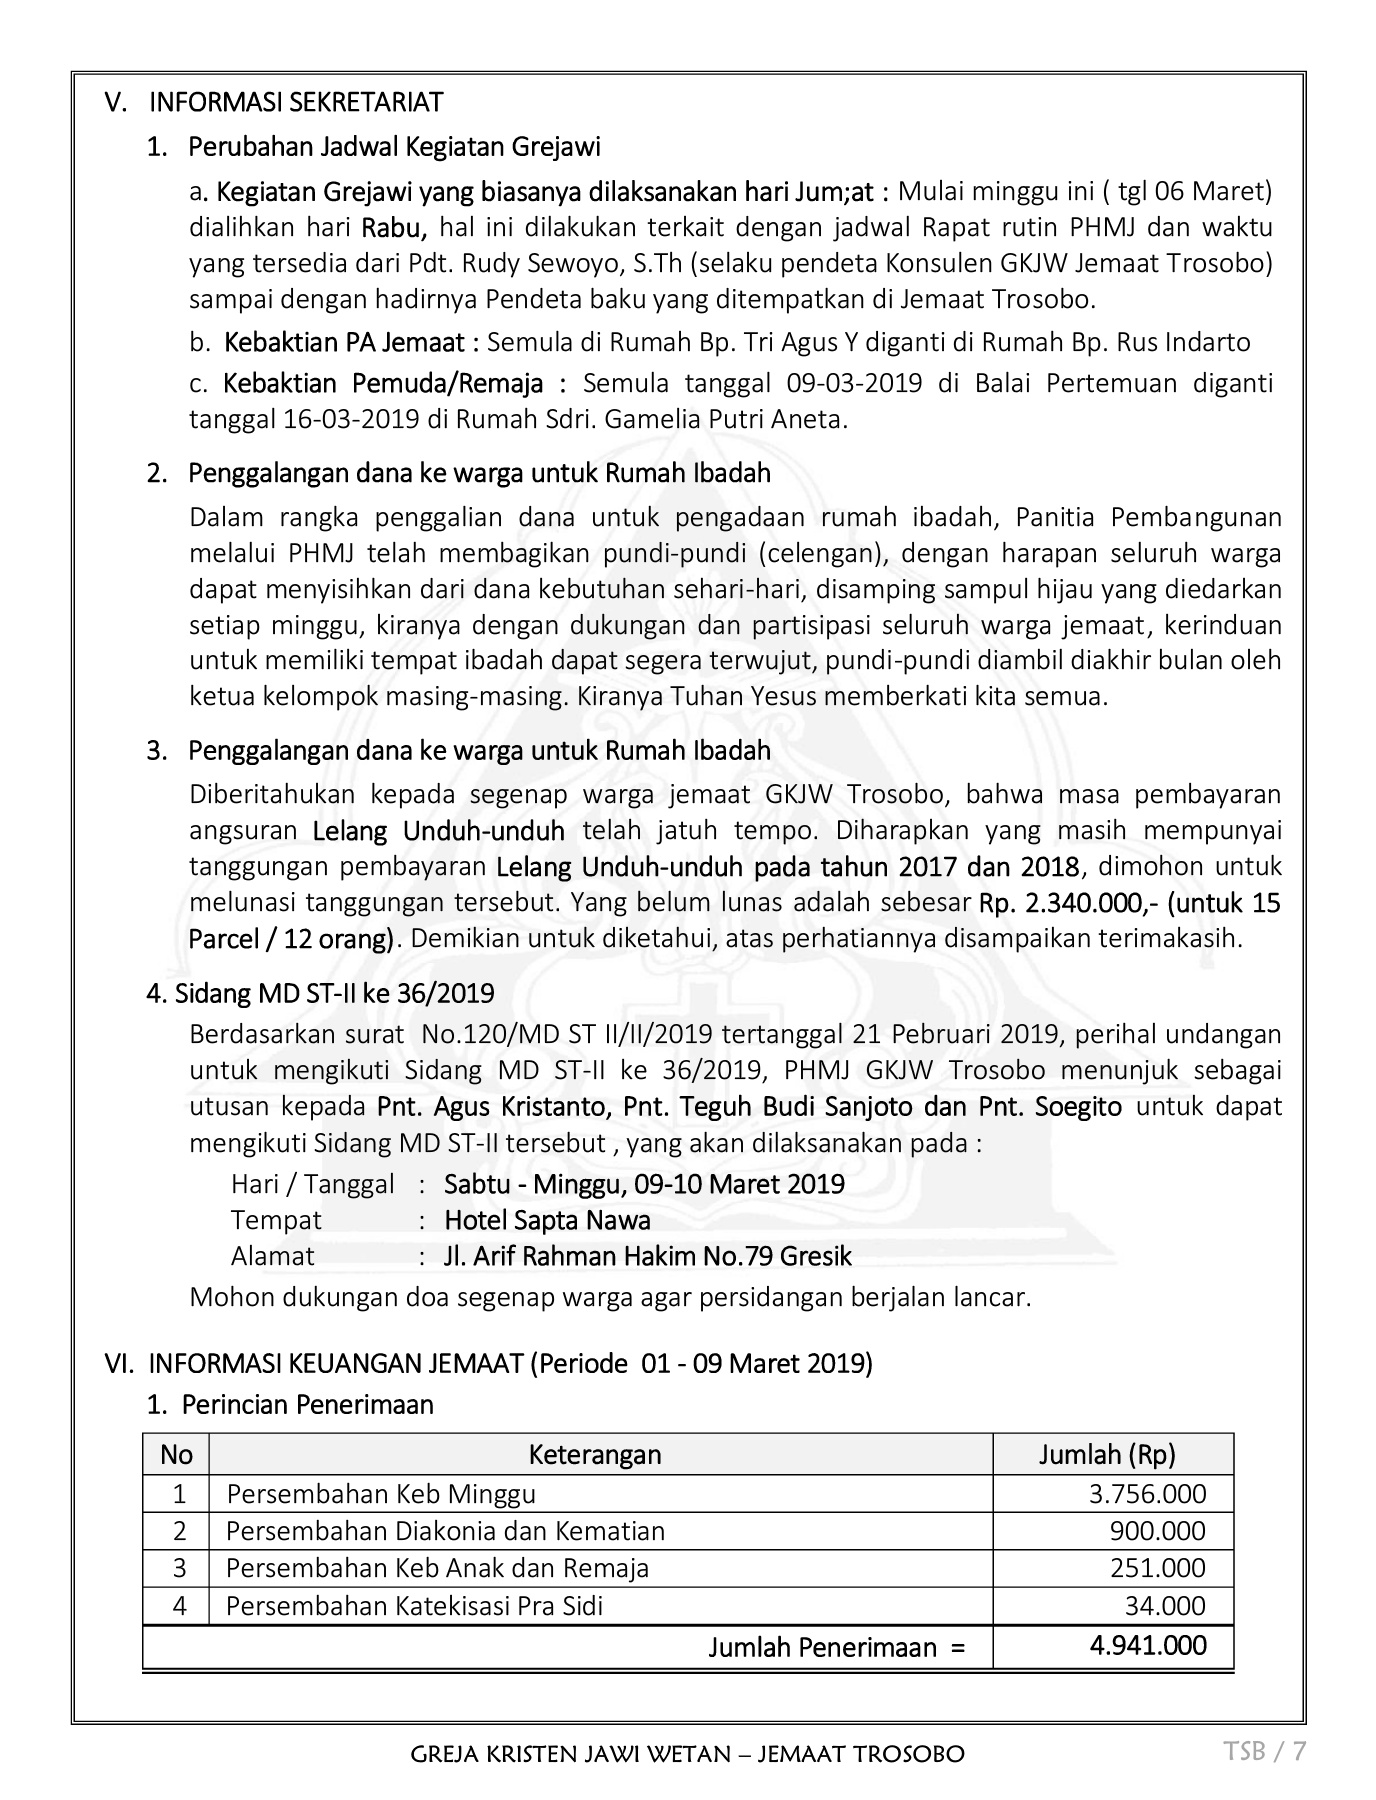 V. INFORMASI SEKRETARIAT
1. Perubahan Jadwal Kegiatan Grejawi
a. Kegiatan Grejawi yang biasanya dilaksanakan hari Jum;at : Mulai minggu ini ( tgl 06 Maret)
dialihkan hari Rabu, hal ini dilakukan terkait dengan jadwal Rapat rutin PHMJ dan waktu
yang tersedia dari Pdt. Rudy Sewoyo, S.Th (selaku pendeta Konsulen GKJW Jemaat Trosobo)
sampai dengan hadirnya Pendeta baku yang ditempatkan di Jemaat Trosobo.
b. Kebaktian PA Jemaat : Semula di Rumah Bp. Tri Agus Y diganti di Rumah Bp. Rus Indarto
c. Kebaktian Pemuda/Remaja : Semula tanggal 09-03-2019 di Balai Pertemuan diganti
tanggal 16-03-2019 di Rumah Sdri. Gamelia Putri Aneta.
2. Penggalangan dana ke warga untuk Rumah Ibadah
Dalam rangka penggalian dana untuk pengadaan rumah ibadah, Panitia Pembangunan
melalui PHMJ telah membagikan pundi-pundi (celengan), dengan harapan seluruh warga
dapat menyisihkan dari dana kebutuhan sehari-hari, disamping sampul hijau yang diedarkan
setiap minggu, kiranya dengan dukungan dan partisipasi seluruh warga jemaat, kerinduan
untuk memiliki tempat ibadah dapat segera terwujut, pundi-pundi diambil diakhir bulan oleh
ketua kelompok masing-masing. Kiranya Tuhan Yesus memberkati kita semua.
3. Penggalangan dana ke warga untuk Rumah Ibadah
Diberitahukan kepada segenap warga jemaat GKJW Trosobo, bahwa masa pembayaran
angsuran Lelang Unduh-unduh telah jatuh tempo. Diharapkan yang masih mempunyai
tanggungan pembayaran Lelang Unduh-unduh pada tahun 2017 dan 2018, dimohon untuk
melunasi tanggungan tersebut. Yang belum lunas adalah sebesar Rp. 2.340.000,- (untuk 15
Parcel / 12 orang). Demikian untuk diketahui, atas perhatiannya disampaikan terimakasih.
4. Sidang MD ST-II ke 36/2019
Berdasarkan surat No.120/MD ST II/II/2019 tertanggal 21 Pebruari 2019, perihal undangan
untuk mengikuti Sidang MD ST-II ke 36/2019, PHMJ GKJW Trosobo menunjuk sebagai
utusan kepada Pnt. Agus Kristanto, Pnt. Teguh Budi Sanjoto dan Pnt. Soegito untuk dapat
mengikuti Sidang MD ST-II tersebut , yang akan dilaksanakan pada :
Hari / Tanggal : Sabtu - Minggu, 09-10 Maret 2019
Tempat : Hotel Sapta Nawa
Alamat : Jl. Arif Rahman Hakim No.79 Gresik
Mohon dukungan doa segenap warga agar persidangan berjalan lancar.
VI. INFORMASI KEUANGAN JEMAAT (Periode 01 - 09 Maret 2019)
1. Perincian Penerimaan
No Keterangan Jumlah (Rp)
1 Persembahan Keb Minggu 3.756.000
2 Persembahan Diakonia dan Kematian 900.000
3 Persembahan Keb Anak dan Remaja 251.000
4 Persembahan Katekisasi Pra Sidi 34.000
Jumlah Penerimaan = 4.941.000
GREJA KRISTEN JAWI WETAN – JEMAAT TROSOBO TSB / 7